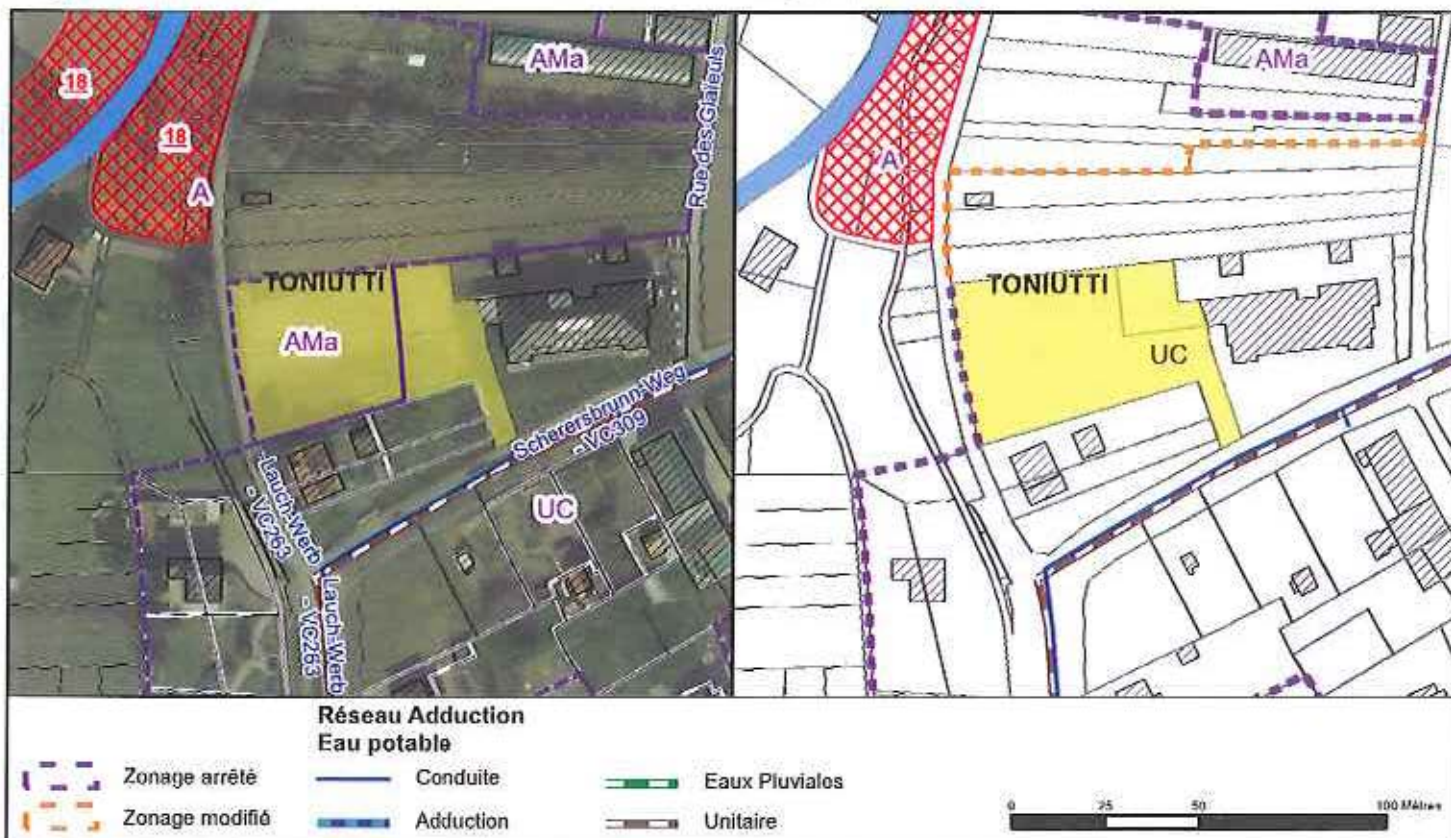 18
18
A
AMa
Rue des Glaïeuls
TONIUTTI
AMa
Scherersbrunn-Weg
- VC309
UC
Lauch-Werb
- VC263
Lauch-Werb
- VC263
AMa
A
TONIUTTI
UC
Réseau Adduction
Eau potable
Zonage arrêté
Conduite
Eaux Pluviales
Zonage modifié
Adduction
Unitaire
0 25 50 100 Mètres